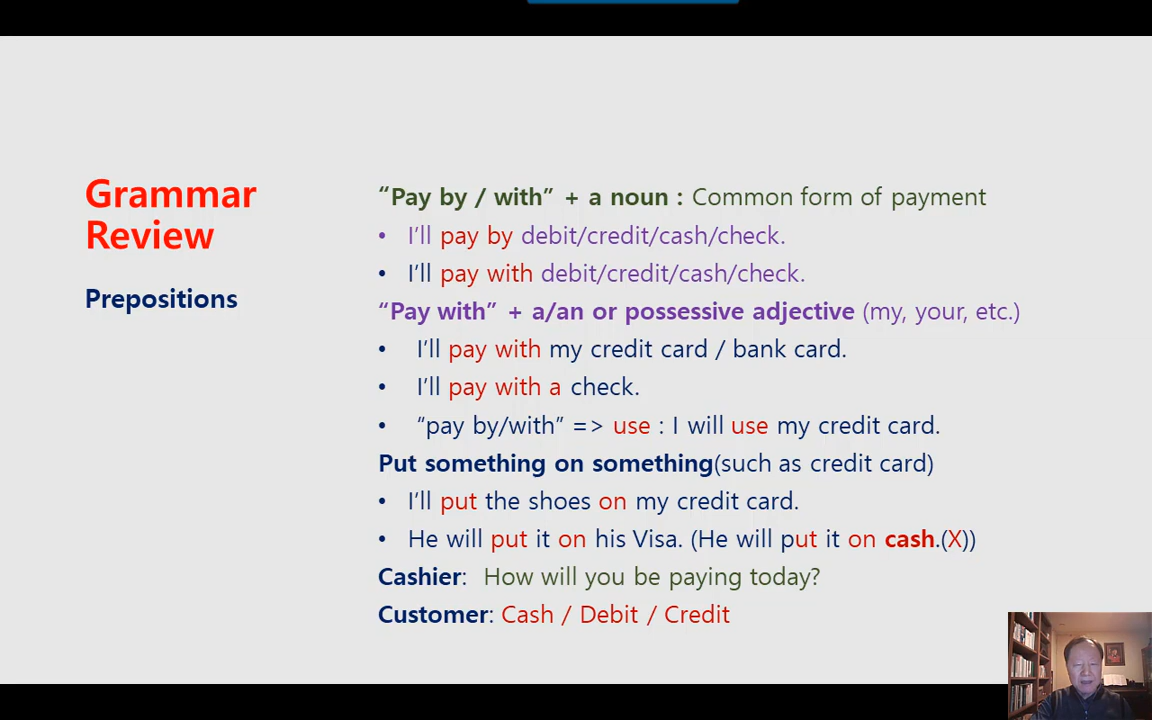 Grammar
Review
Prepositions
“Pay by / with” + a noun : Common form of payment
• I’ll pay by debit/credit/cash/check.
• I’ll pay with debit/credit/cash/check.
“Pay with” + a/an or possessive adjective (my, your, etc.)
• I’ll pay with my credit card / bank card.
• I’ll pay with a check.
• “pay by/with” => use : I will use my credit card.
Put something on something(such as credit card)
• I’ll put the shoes on my credit card.
• He will put it on his Visa. (He will put it on cash.(X))
Cashier: How will you be paying today?
Customer: Cash / Debit / Credit